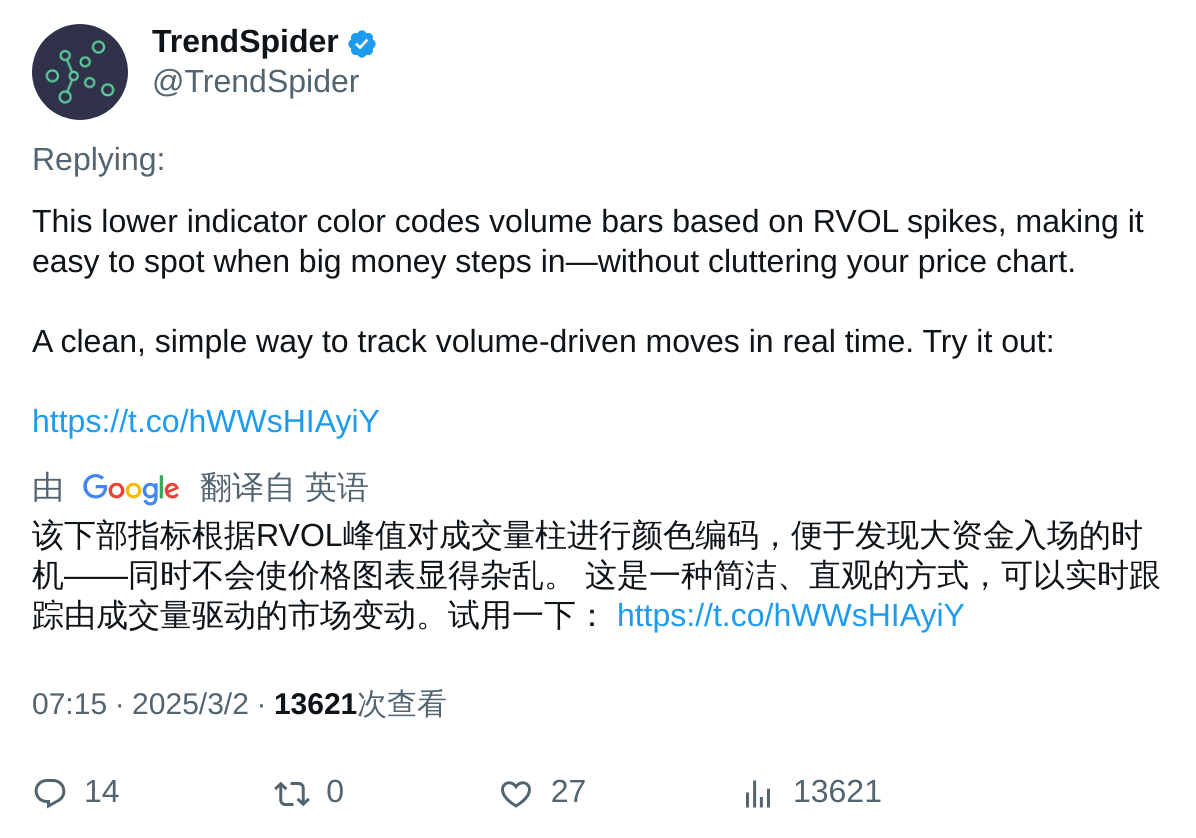 TrendSpider
@TrendSpider
Replying:
This lower indicator color codes volume bars based on RVOL spikes, making it
easy to spot when big money steps in—without cluttering your price chart.
A clean, simple way to track volume-driven moves in real time. Try it out:
https://t.co/hWWsHIAyiY
由 Google 翻译自 英语
该下部指标根据RVOL峰值对成交量柱进行颜色编码，便于发现大资金入场的时
机——同时不会使价格图表显得杂乱。 这是一种简洁、直观的方式，可以实时跟
踪由成交量驱动的市场变动。试用一下： https://t.co/hWWsHIAyiY
07:15 · 2025/3/2 · 13621次查看
14 0 27 13621